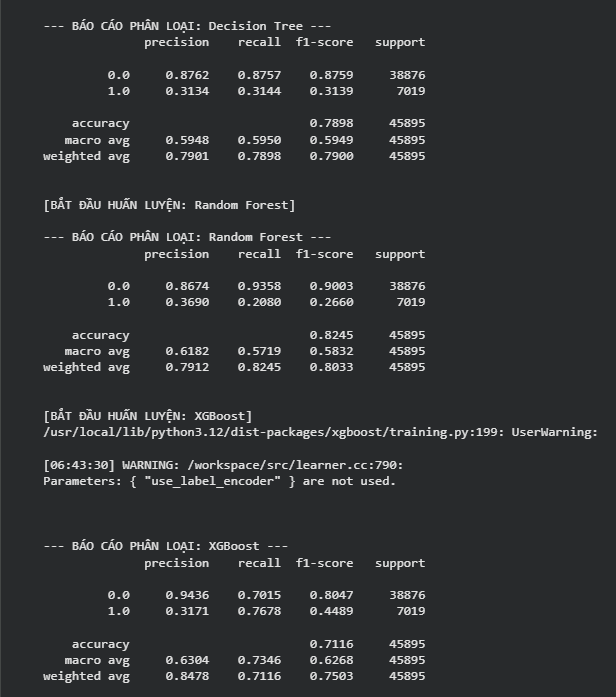 --- BÁO CÁO PHÂN LOẠI: Decision Tree ---
precision recall f1-score support
0.0 0.8762 0.8757 0.8759 38876
1.0 0.3134 0.3144 0.3139 7019
accuracy 0.7898 45895
macro avg 0.5948 0.5950 0.5949 45895
weighted avg 0.7901 0.7898 0.7900 45895
[BẮT ĐẦU HUẤN LUYỆN: Random Forest]
--- BÁO CÁO PHÂN LOẠI: Random Forest ---
precision recall f1-score support
0.0 0.8674 0.9358 0.9003 38876
1.0 0.3690 0.2080 0.2660 7019
accuracy 0.8245 45895
macro avg 0.6182 0.5719 0.5832 45895
weighted avg 0.7912 0.8245 0.8033 45895
[BẮT ĐẦU HUẤN LUYỆN: XGBoost]
/usr/local/lib/python3.12/dist-packages/xgboost/training.py:199: UserWarning:
[06:43:30] WARNING: /workspace/src/learner.cc:790:
Parameters: { "use_label_encoder" } are not used.
--- BÁO CÁO PHÂN LOẠI: XGBoost ---
precision recall f1-score support
0.0 0.9436 0.7015 0.8047 38876
1.0 0.3171 0.7678 0.4489 7019
accuracy 0.7116 45895
macro avg 0.6304 0.7346 0.6268 45895
weighted avg 0.8478 0.7116 0.7503 45895